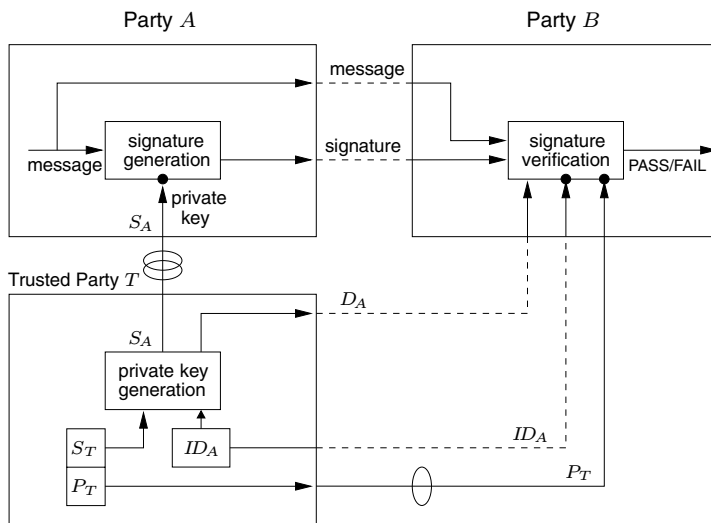 Party A
Party B
message
signature
generation
message
signature
signature
verification
PASS/FAIL
private
key
S_A
Trusted Party T
D_A
S_A
private key
generation
S_T
ID_A
ID_A
P_T
P_T